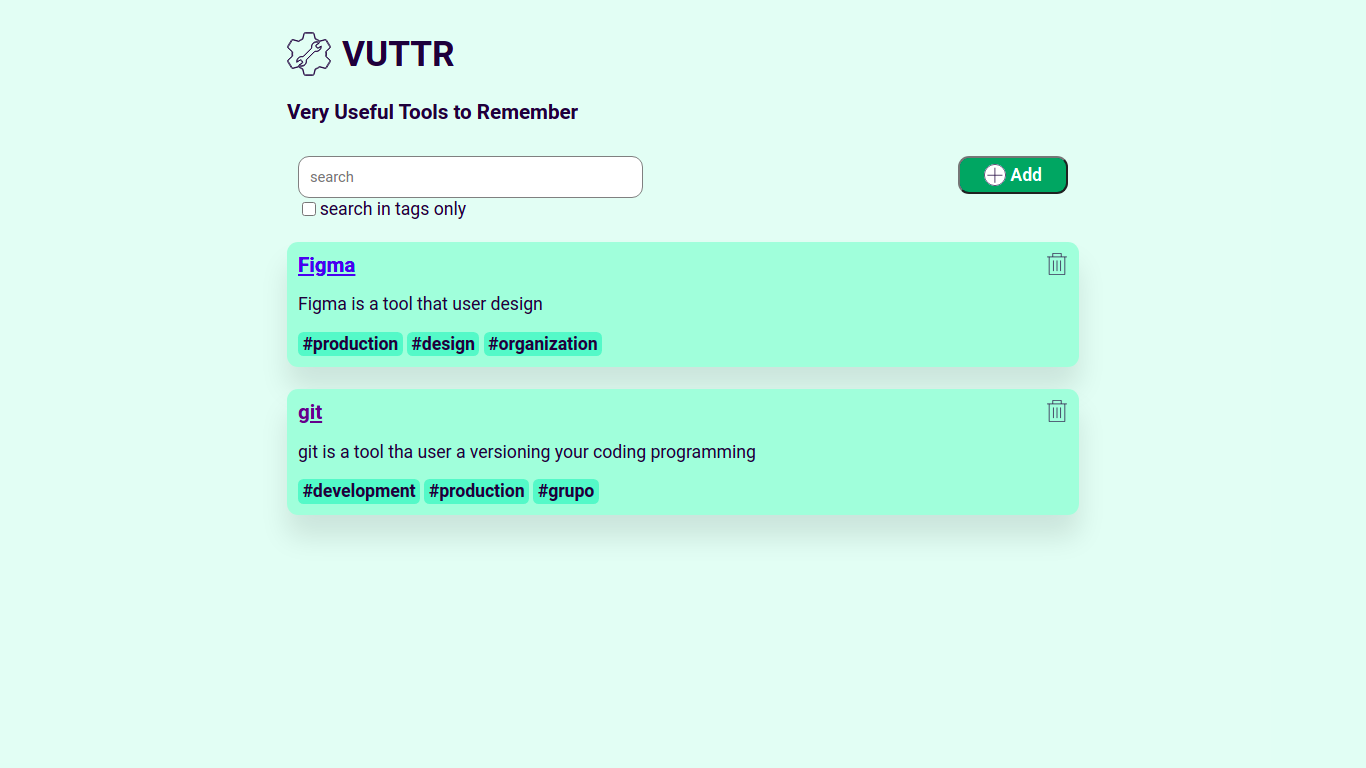 VUTTR
Very Useful Tools to Remember
search
Add
search in tags only
Figma
Figma is a tool that user design
#production #design #organization
git
git is a tool tha user a versioning your coding programming
#development #production #grupo